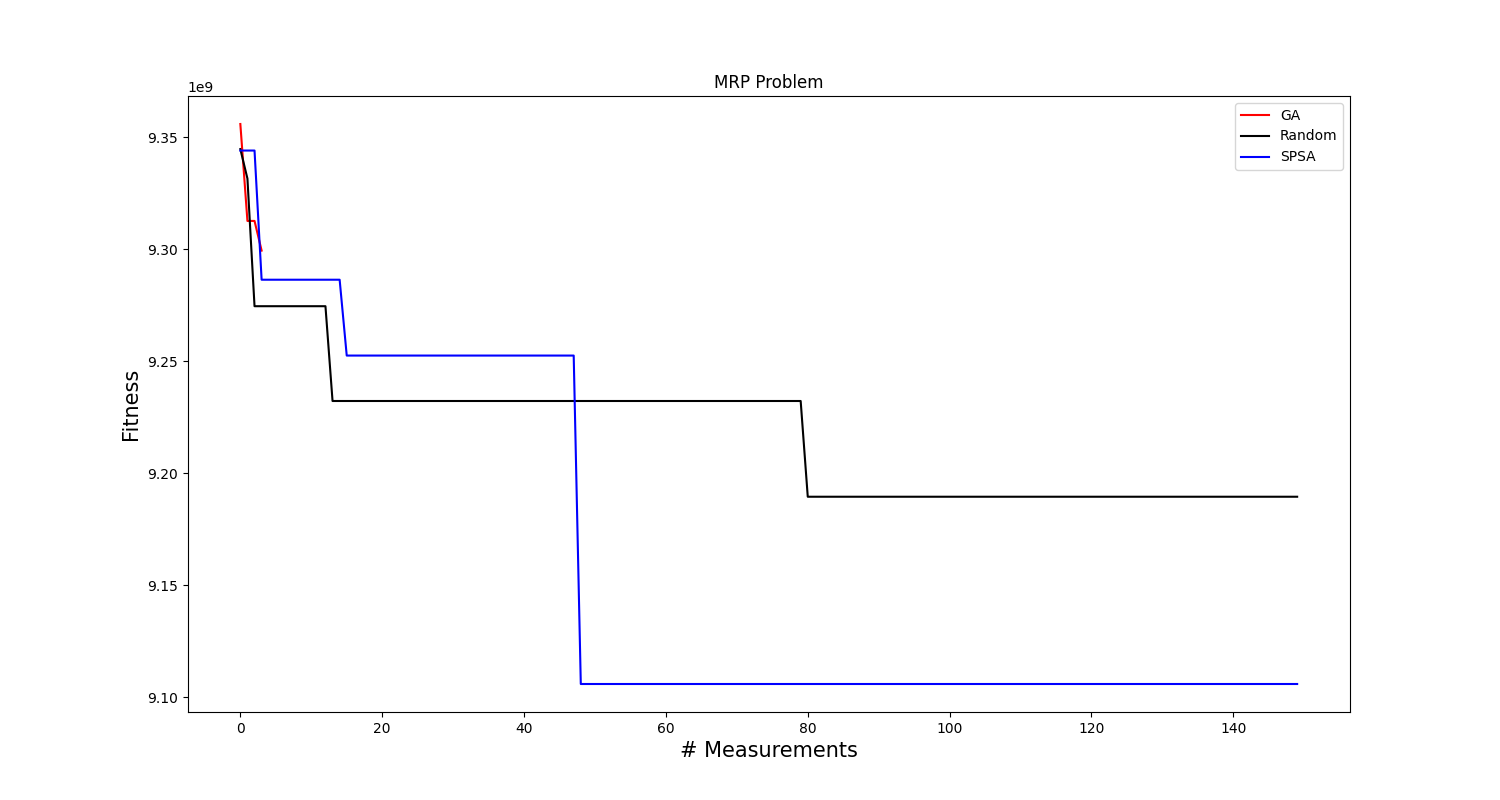 MRP Problem
1e9
GA
Random
SPSA
9.35
9.30
9.25
9.20
9.15
9.10
Fitness
0 20 40 60 80 100 120 140
# Measurements